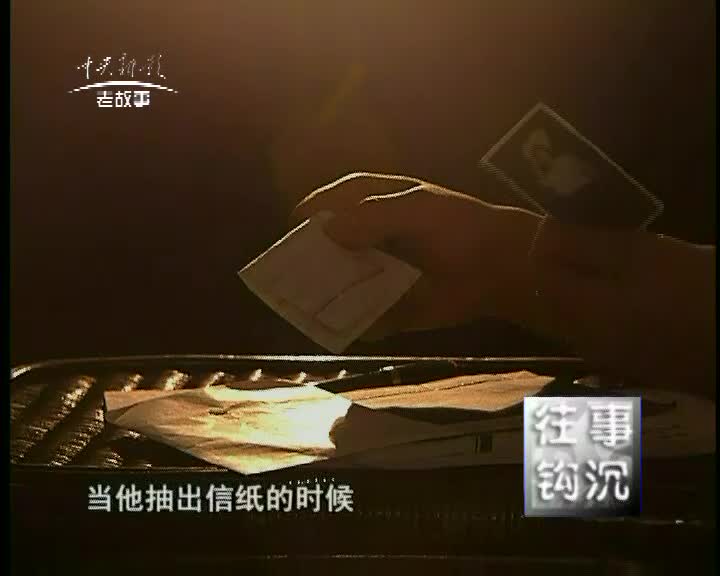 中央新影
老故事
往事
钩沉
当他抽出信纸的时候